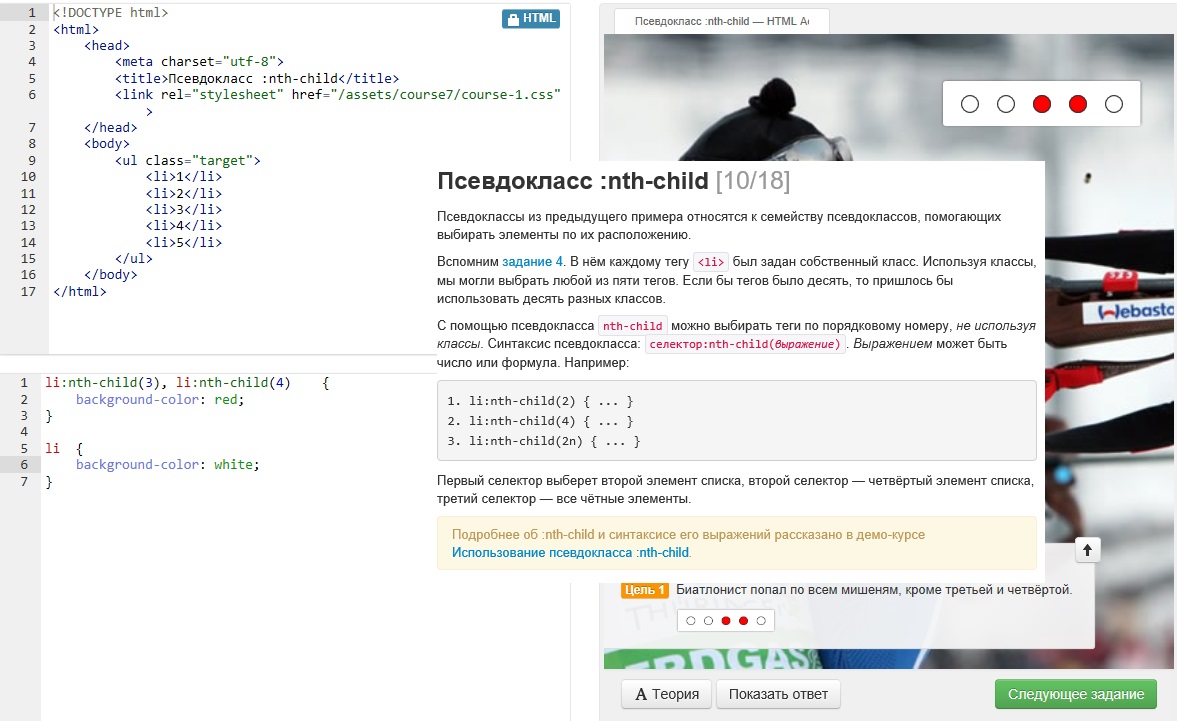 1 <!DOCTYPE html>
2 <html>
3 <head>
4 <meta charset="utf-8">
5 <title>Псевдокласс :nth-child</title>
6 <link rel="stylesheet" href="/assets/course7/course-1.css"
>
7 </head>
8 <body>
9 <ul class="target">
10 <li>1</li>
11 <li>2</li>
12 <li>3</li>
13 <li>4</li>
14 <li>5</li>
15 </ul>
16 </body>
17 </html>
HTML
1 li:nth-child(3), li:nth-child(4) {
2 background-color: red;
3 }
4
5 li {
6 background-color: white;
7 }
Псевдокласс :nth-child — HTML Ac
Псевдокласс :nth-child [10/18]
Псевдоклассы из предыдущего примера относятся к семейству псевдоклассов, помогающих
выбирать элементы по их расположению.
Вспомним задание 4. В нём каждому тегу <li> был задан собственный класс. Используя классы,
мы могли выбрать любой из пяти тегов. Если бы тегов было десять, то пришлось бы
использовать десять разных классов.
С помощью псевдокласса nth-child можно выбирать теги по порядковому номеру, не используя
классы. Синтаксис псевдокласса: селектор:nth-child(выражение). Выражением может быть
число или формула. Например:
1. li:nth-child(2) { ... }
2. li:nth-child(4) { ... }
3. li:nth-child(2n) { ... }
Первый селектор выберет второй элемент списка, второй селектор — четвёртый элемент списка,
третий селектор — все чётные элементы.
Подробнее об :nth-child и синтаксисе его выражений рассказано в демо-курсе
Использование псевдокласса :nth-child.
Webasto
Цель 1 Биатлонист попал по всем мишеням, кроме третьей и четвёртой.
ERDGAS
A Теория
Показать ответ
Следующее задание